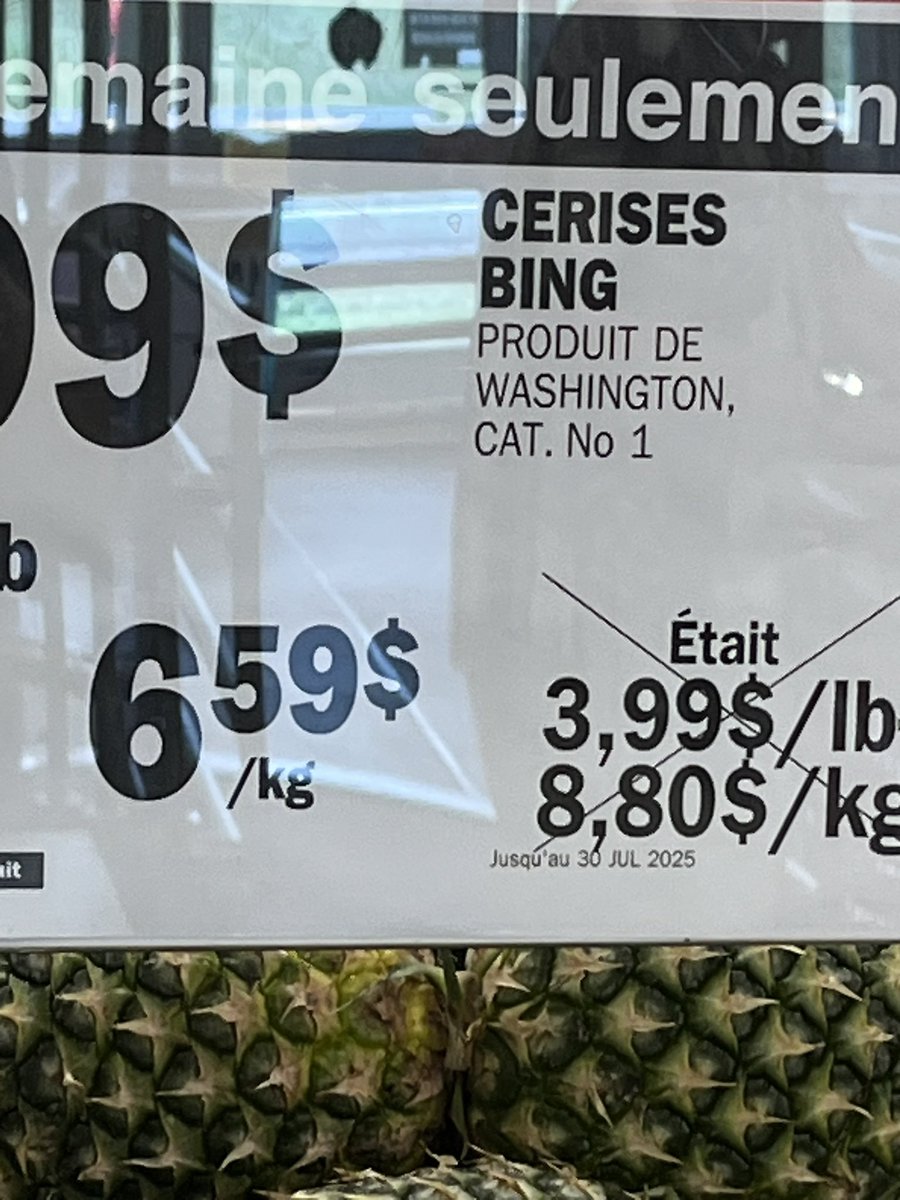 emaine seulemen
99$
b
6 59$
/kg
it
CERISES
BING
PRODUIT DE
WASHINGTON,
CAT. No 1
Était
3,99$/lb
8,80$/kg
Jusqu'au 30 JUL 2025